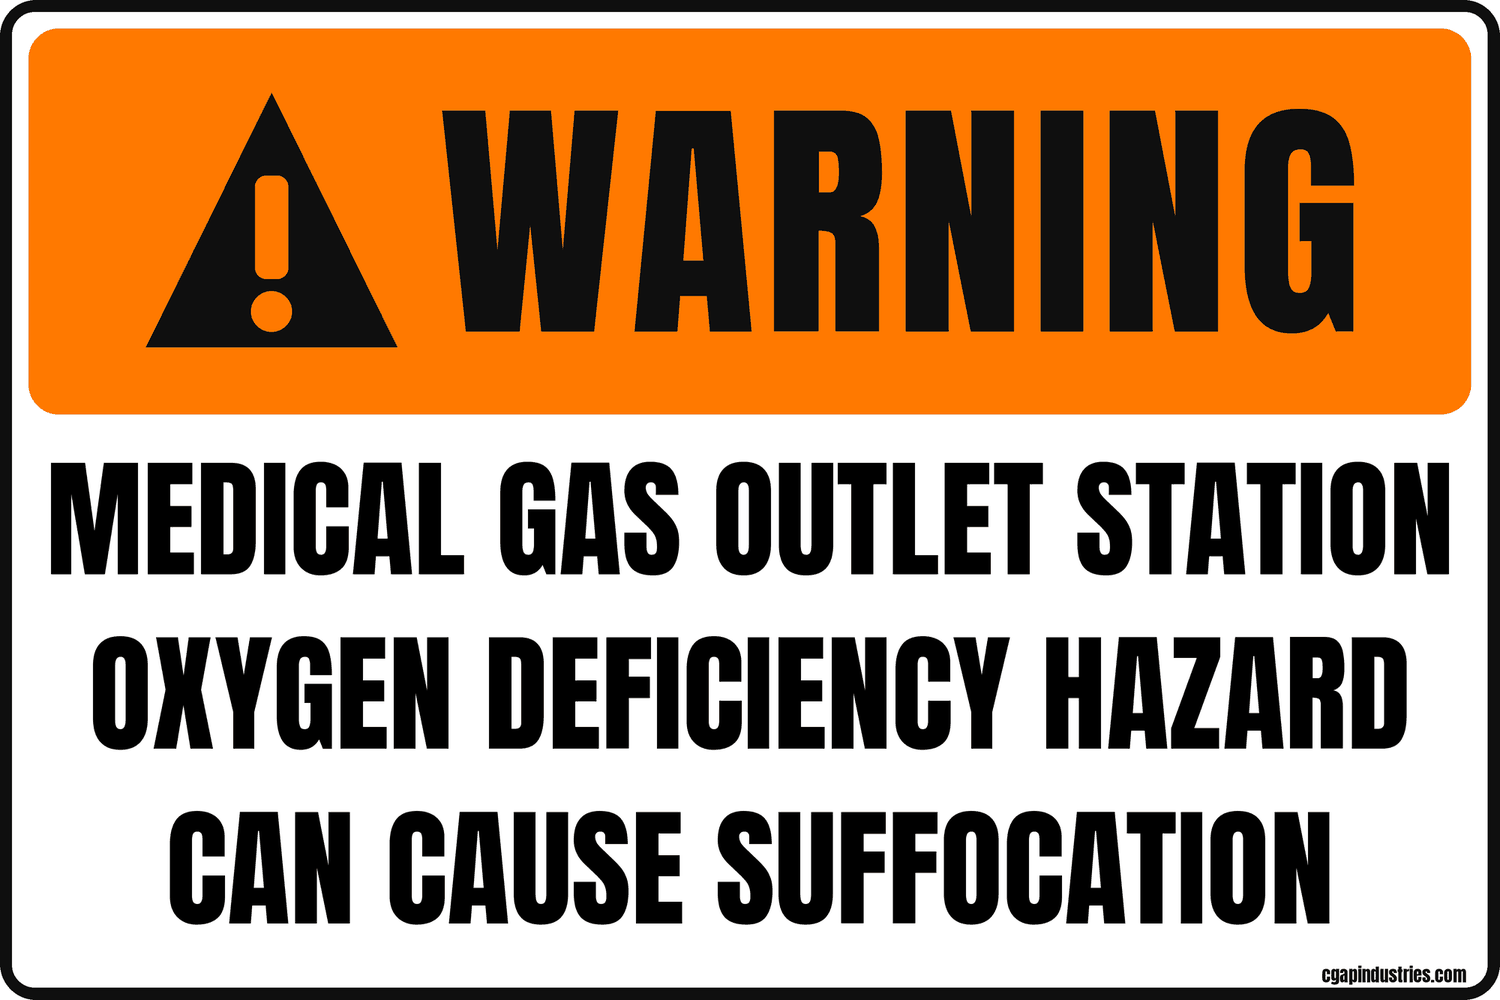 WARNING
MEDICAL GAS OUTLET STATION
OXYGEN DEFICIENCY HAZARD
CAN CAUSE SUFFOCATION
cgapindustries.com